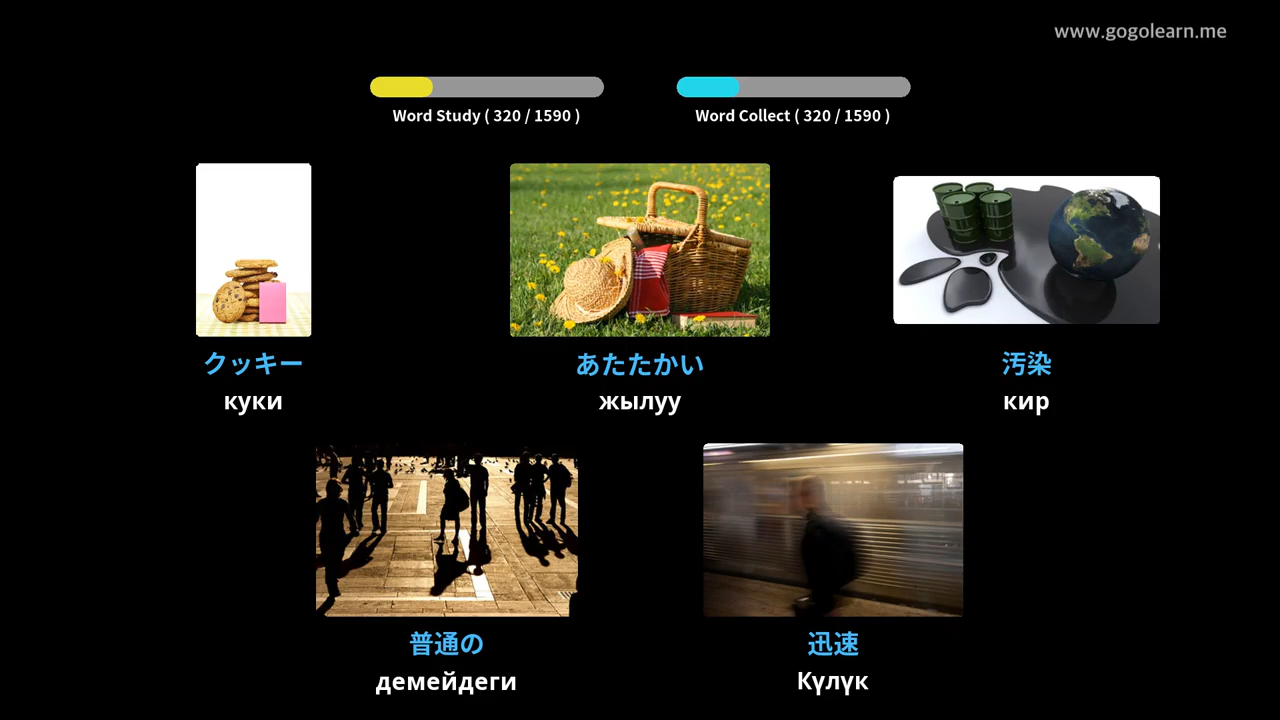 www.gogolearn.me
Word Study ( 320 / 1590 )
Word Collect ( 320 / 1590 )
クッキー
куки
あたたかい
жылуу
汚染
кир
普通の
демейдеги
迅速
Күлүк